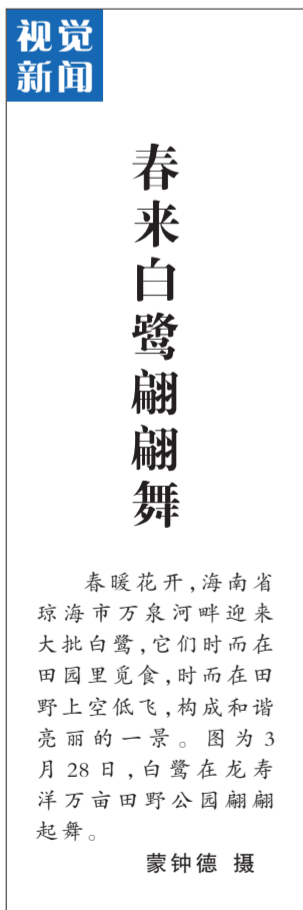 视觉
新闻
春来白鹭翩翩舞
春暖花开,海南省
琼海市万泉河畔迎来
大批白鹭,它们时而在
田园里觅食,时而在田
野上空低飞,构成和谐
亮丽的一景。图为3
月28日,白鹭在龙寿
洋万亩田野公园翩翩
起舞。
蒙钟德 摄